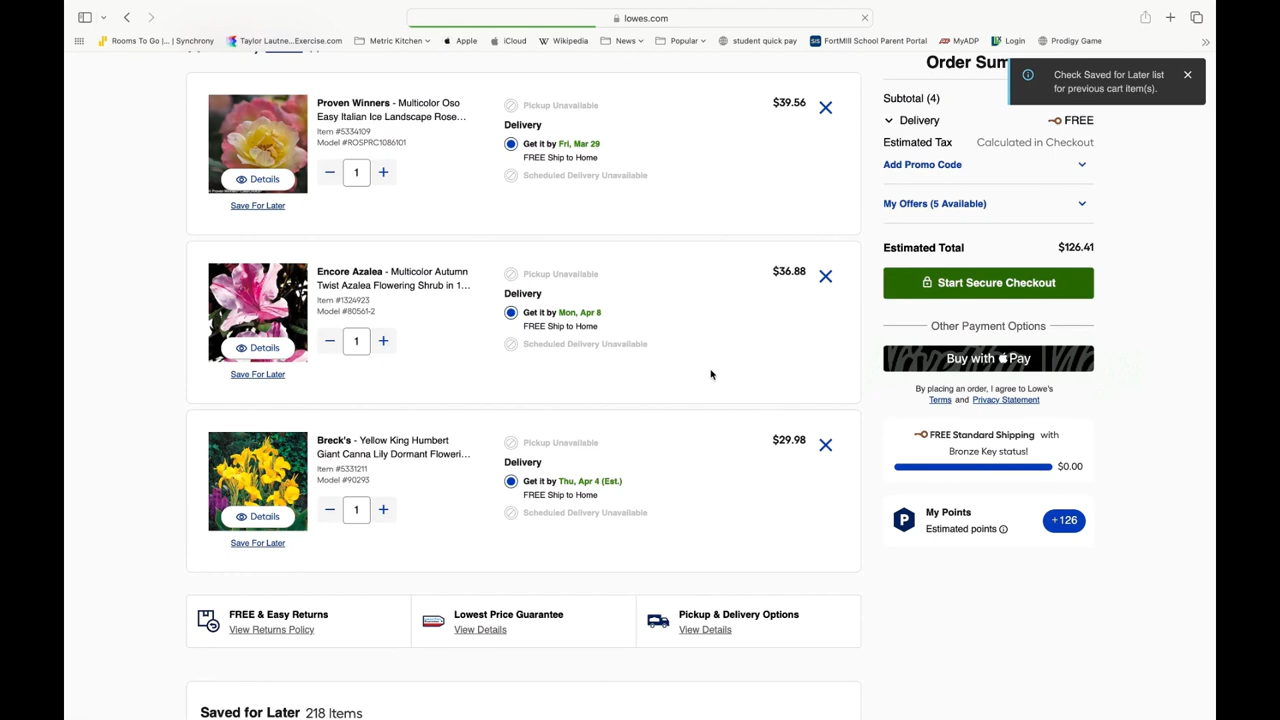 lowes.com
Rooms To Go |... | Synchrony
Taylor Lautne...Exercise.com
Metric Kitchen
Apple
iCloud
Wikipedia
News
Popular
student quick pay
SIS FortMill School Parent Portal
MyADP
Login
Prodigy Game
Order Sum
Check Saved for Later list
for previous cart item(s).
Proven Winners - Multicolor Oso
Easy Italian Ice Landscape Rose...
Item #5334109
Model #ROSPRC1086101
1
Details
Save For Later
Pickup Unavailable
Delivery
Get it by Fri, Mar 29
FREE Ship to Home
Scheduled Delivery Unavailable
$39.56
Encore Azalea - Multicolor Autumn
Twist Azalea Flowering Shrub in 1...
Item #1324923
Model #80561-2
1
Details
Save For Later
Pickup Unavailable
Delivery
Get it by Mon, Apr 8
FREE Ship to Home
Scheduled Delivery Unavailable
$36.88
Breck's - Yellow King Humbert
Giant Canna Lily Dormant Floweri...
Item #5331211
Model #90293
1
Details
Save For Later
Pickup Unavailable
Delivery
Get it by Thu, Apr 4 (Est.)
FREE Ship to Home
Scheduled Delivery Unavailable
$29.98
FREE & Easy Returns
View Returns Policy
Lowest Price Guarantee
View Details
Pickup & Delivery Options
View Details
Saved for Later 218 Items
Subtotal (4)
Delivery FREE
Estimated Tax Calculated in Checkout
Add Promo Code
My Offers (5 Available)
Estimated Total $126.41
Start Secure Checkout
Other Payment Options
Buy with Pay
By placing an order, I agree to Lowe's
Terms and Privacy Statement
FREE Standard Shipping with
Bronze Key status!
$0.00
P
My Points
Estimated points
+126